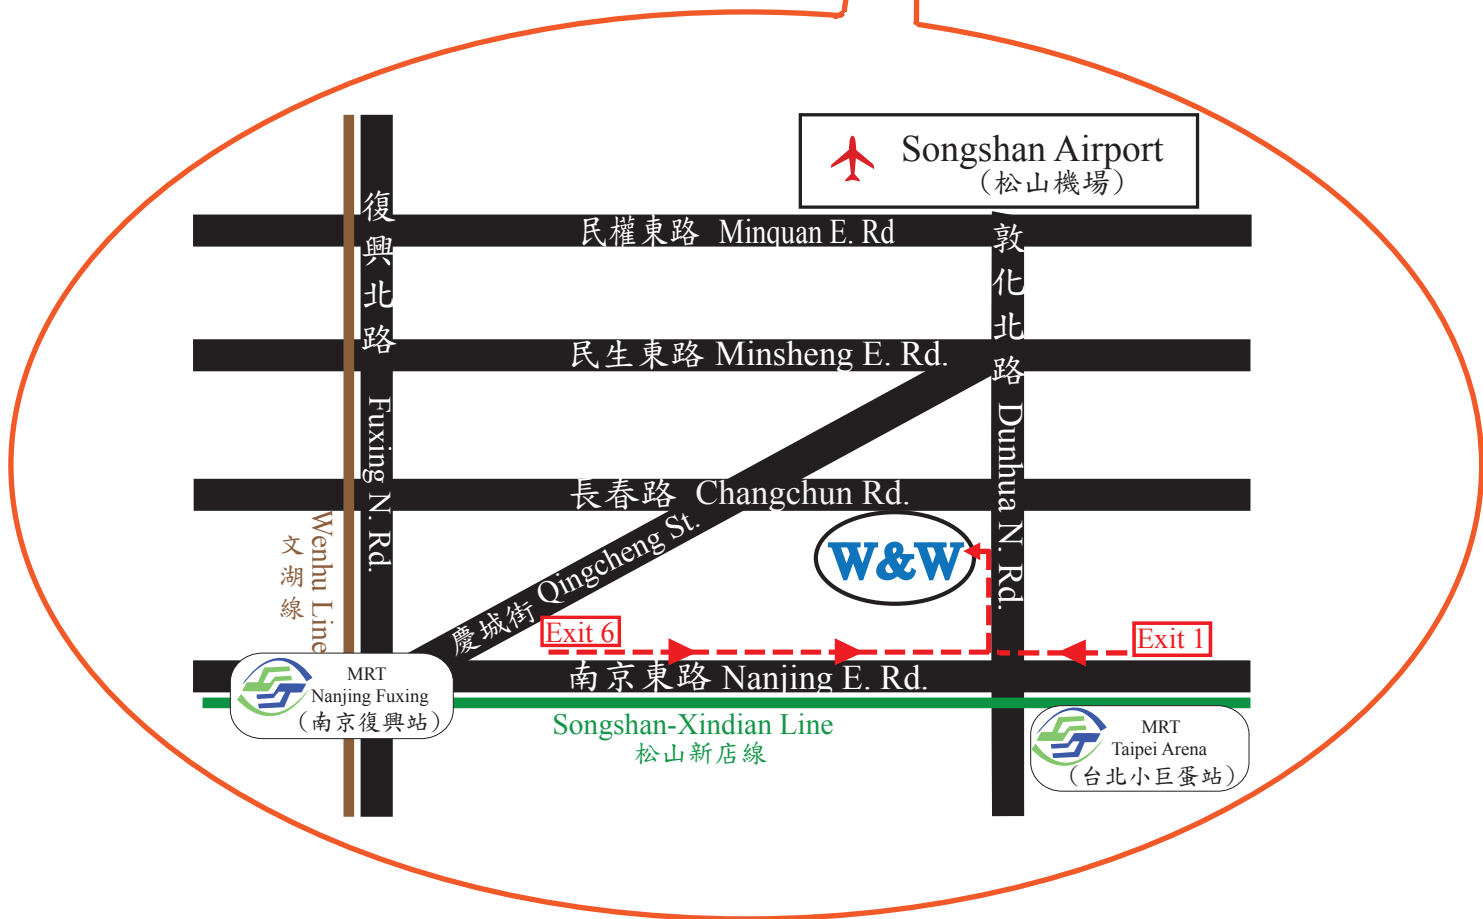 Songshan Airport
（松山機場）
復興北路 Fuxing N. Rd.
民權東路 Minquan E. Rd
敦化北路 Dunhua N. Rd.
民生東路 Minsheng E. Rd.
長春路 Changchun Rd.
慶城街 Qingcheng St.
Wenhu Line
文湖線
W&W
Exit 6
Exit 1
南京東路 Nanjing E. Rd.
MRT
Nanjing Fuxing
（南京復興站）
Songshan-Xindian Line
松山新店線
MRT
Taipei Arena
（台北小巨蛋站）